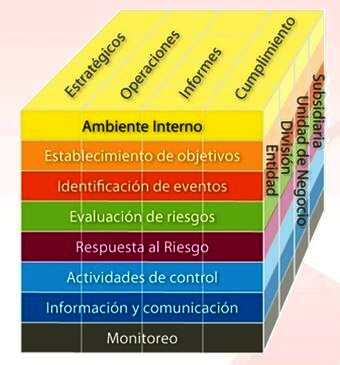 Estratégicos
Operaciones
Informes
Cumplimiento
Ambiente Interno
Establecimiento de objetivos
Identificación de eventos
Evaluación de riesgos
Respuesta al Riesgo
Actividades de control
Información y comunicación
Monitoreo
Entidad
División
Unidad de Negocio
Subsidiaria